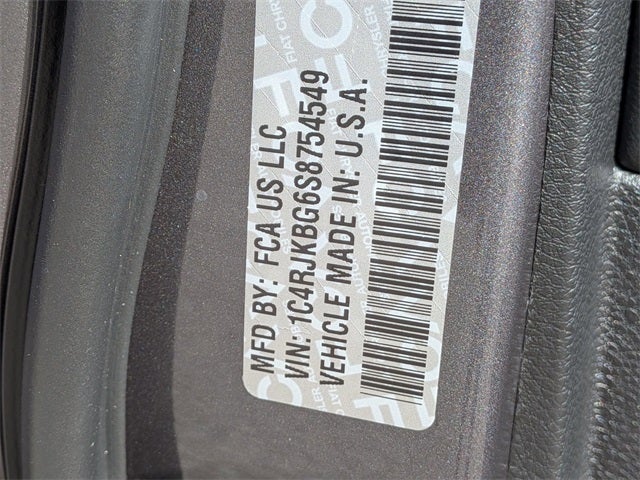 MFD BY: FCA US LLC
VIN: 1C4RJKBG6S8754549
VEHICLE MADE IN: U.S.A.